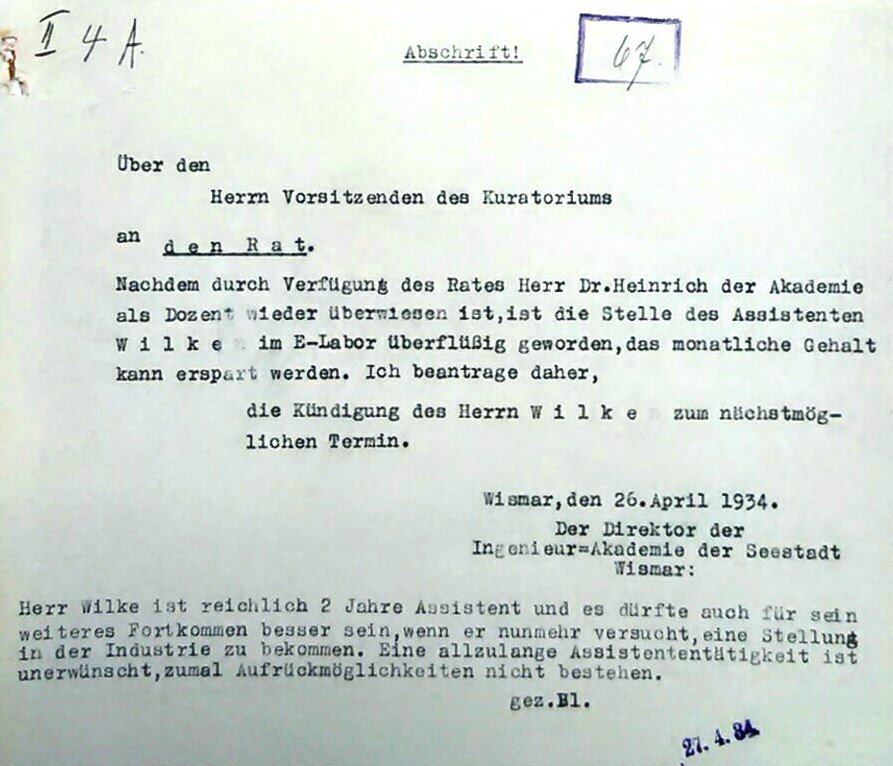 II 4 A.
Abschrift!
67.
Über den
Herrn Vorsitzenden des Kuratoriums
an
d e n  R a t.
Nachdem durch Verfügung des Rates Herr Dr.Heinrich der Akademie
als Dozent wieder überwiesen ist,ist die Stelle des Assistenten
W i l k e im E-Labor überflüßig geworden,das monatliche Gehalt
kann erspart werden. Ich beantrage daher,
die Kündigung des Herrn W i l k e zum nächstmög-
lichen Termin.
Wismar,den 26.April 1934.
Der Direktor der
Ingenieur=Akademie der Seestadt
Wismar:
Herr Wilke ist reichlich 2 Jahre Assistent und es dürfte auch für sein
weiteres Fortkommen besser sein,wenn er nunmehr versucht,eine Stellung
in der Industrie zu bekommen. Eine allzulange Assistententätigkeit ist
unerwünscht,zumal Aufrückmöglichkeiten nicht bestehen.
gez.Bl.
27. 4. 34.